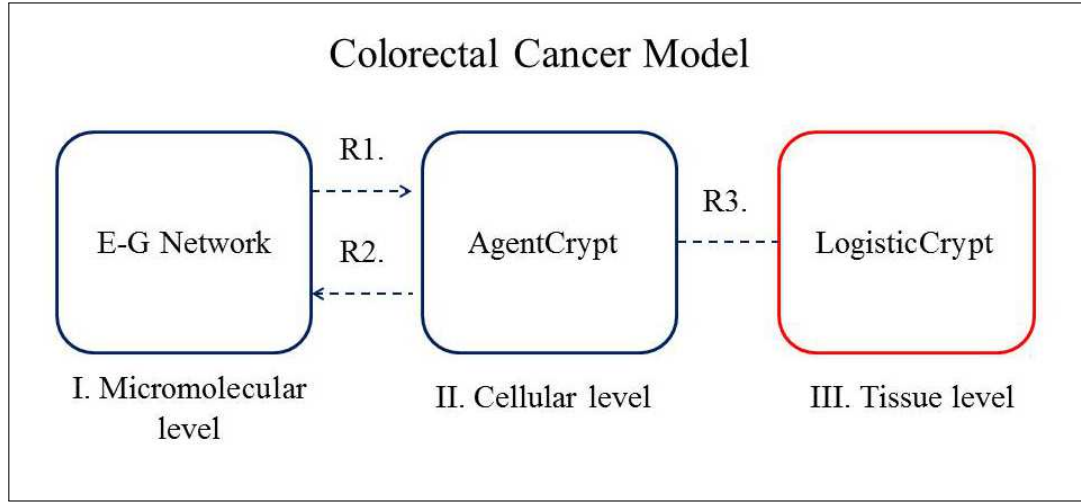 Colorectal Cancer Model
R1.
R3.
E-G Network
AgentCrypt
LogisticCrypt
R2.
I. Micromolecular
level
II. Cellular level
III. Tissue level